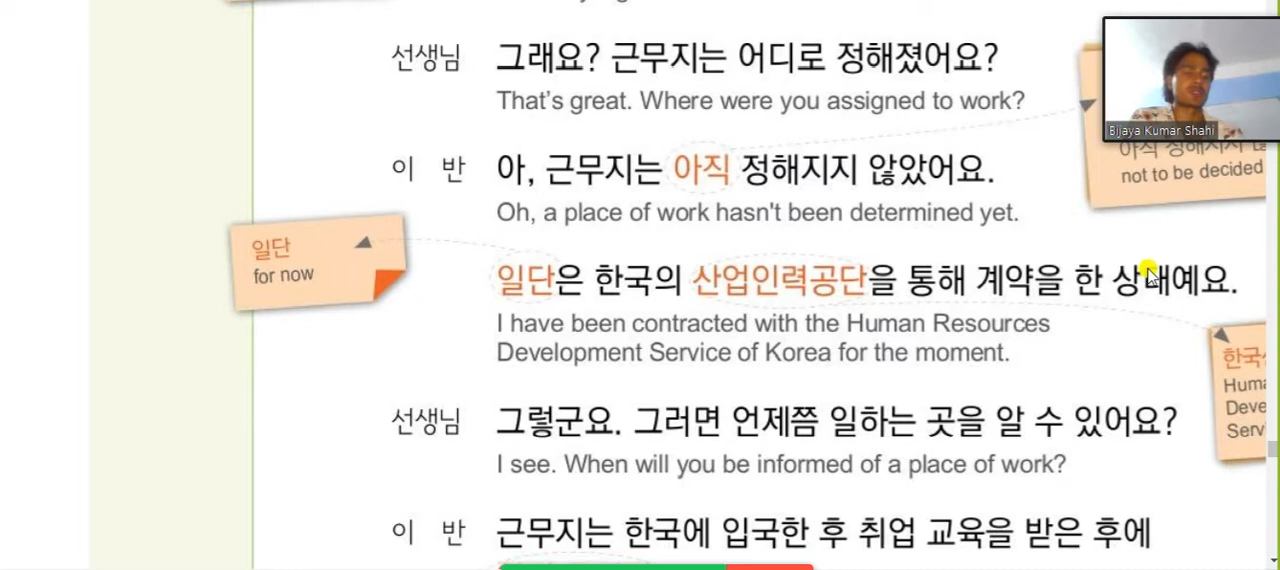 선생님 그래요? 근무지는 어디로 정해졌어요?
That's great. Where were you assigned to work?
Bijaya Kumar Shahi
not to be decided
이 반 아, 근무지는 아직 정해지지 않았어요.
Oh, a place of work hasn't been determined yet.
일단
for now
일단은 한국의 산업인력공단을 통해 계약을 한 상태예요.
I have been contracted with the Human Resources
Development Service of Korea for the moment.
선생님 그렇군요. 그러면 언제쯤 일하는 곳을 알 수 있어요?
I see. When will you be informed of a place of work?
이 반 근무지는 한국에 입국한 후 취업 교육을 받은 후에